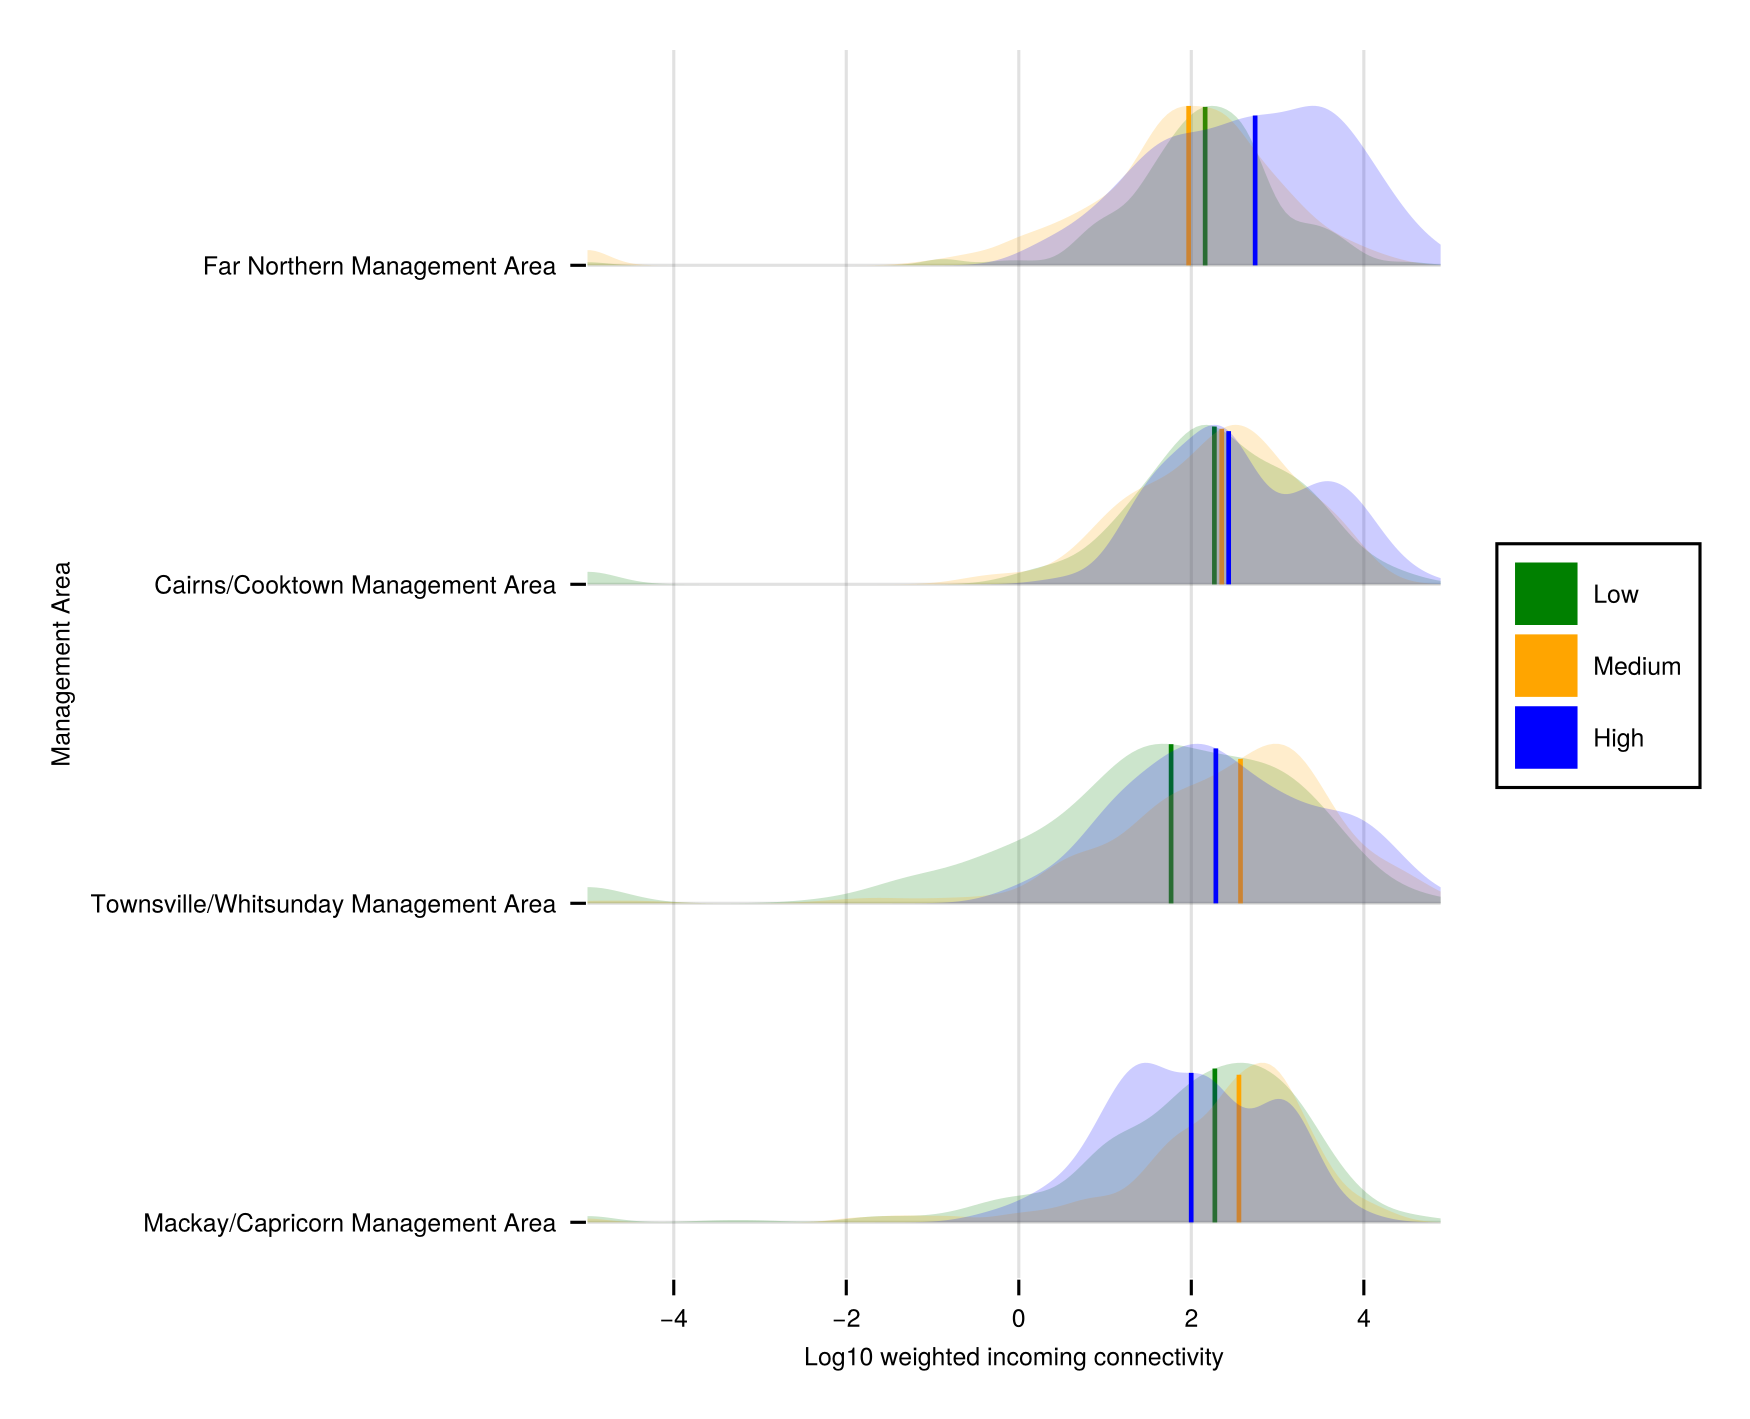 Far Northern Management Area
Cairns/Cooktown Management Area
Townsville/Whitsunday Management Area
Mackay/Capricorn Management Area
Management Area
−4
−2
0
2
4
Log10 weighted incoming connectivity
Low
Medium
High